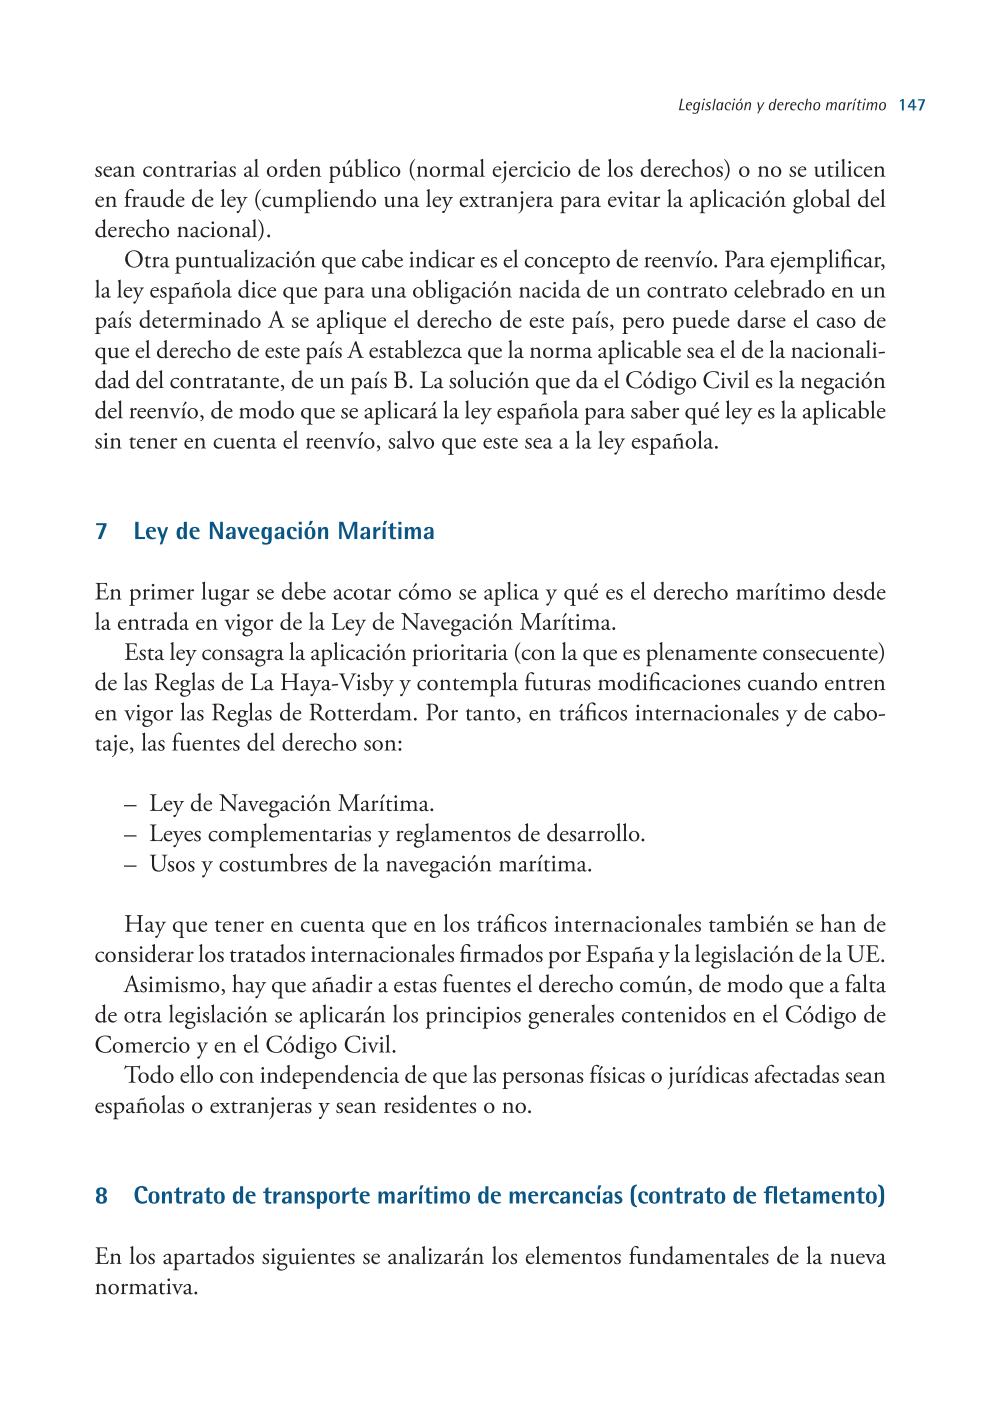 Legislación y derecho marítimo 147
sean contrarias al orden público (normal ejercicio de los derechos) o no se utilicen
en fraude de ley (cumpliendo una ley extranjera para evitar la aplicación global del
derecho nacional).
Otra puntualización que cabe indicar es el concepto de reenvío. Para ejemplificar,
la ley española dice que para una obligación nacida de un contrato celebrado en un
país determinado A se aplique el derecho de este país, pero puede darse el caso de
que el derecho de este país A establezca que la norma aplicable sea el de la nacionali-
dad del contratante, de un país B. La solución que da el Código Civil es la negación
del reenvío, de modo que se aplicará la ley española para saber qué ley es la aplicable
sin tener en cuenta el reenvío, salvo que este sea a la ley española.
7 Ley de Navegación Marítima
En primer lugar se debe acotar cómo se aplica y qué es el derecho marítimo desde
la entrada en vigor de la Ley de Navegación Marítima.
Esta ley consagra la aplicación prioritaria (con la que es plenamente consecuente)
de las Reglas de La Haya-Visby y contempla futuras modificaciones cuando entren
en vigor las Reglas de Rotterdam. Por tanto, en tráficos internacionales y de cabo-
taje, las fuentes del derecho son:
– Ley de Navegación Marítima.
– Leyes complementarias y reglamentos de desarrollo.
– Usos y costumbres de la navegación marítima.
Hay que tener en cuenta que en los tráficos internacionales también se han de
considerar los tratados internacionales firmados por España y la legislación de la UE.
Asimismo, hay que añadir a estas fuentes el derecho común, de modo que a falta
de otra legislación se aplicarán los principios generales contenidos en el Código de
Comercio y en el Código Civil.
Todo ello con independencia de que las personas físicas o jurídicas afectadas sean
españolas o extranjeras y sean residentes o no.
8 Contrato de transporte marítimo de mercancías (contrato de fletamento)
En los apartados siguientes se analizarán los elementos fundamentales de la nueva
normativa.